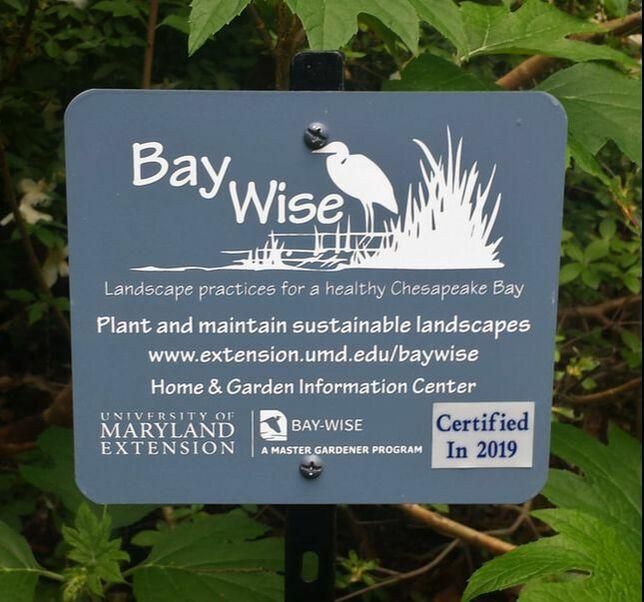 Bay
Wise
Landscape practices for a healthy Chesapeake Bay
Plant and maintain sustainable landscapes
www.extension.umd.edu/baywise
Home & Garden Information Center
UNIVERSITY OF
MARYLAND
EXTENSION
BAY-WISE
A MASTER GARDENER PROGRAM
Certified
In 2019